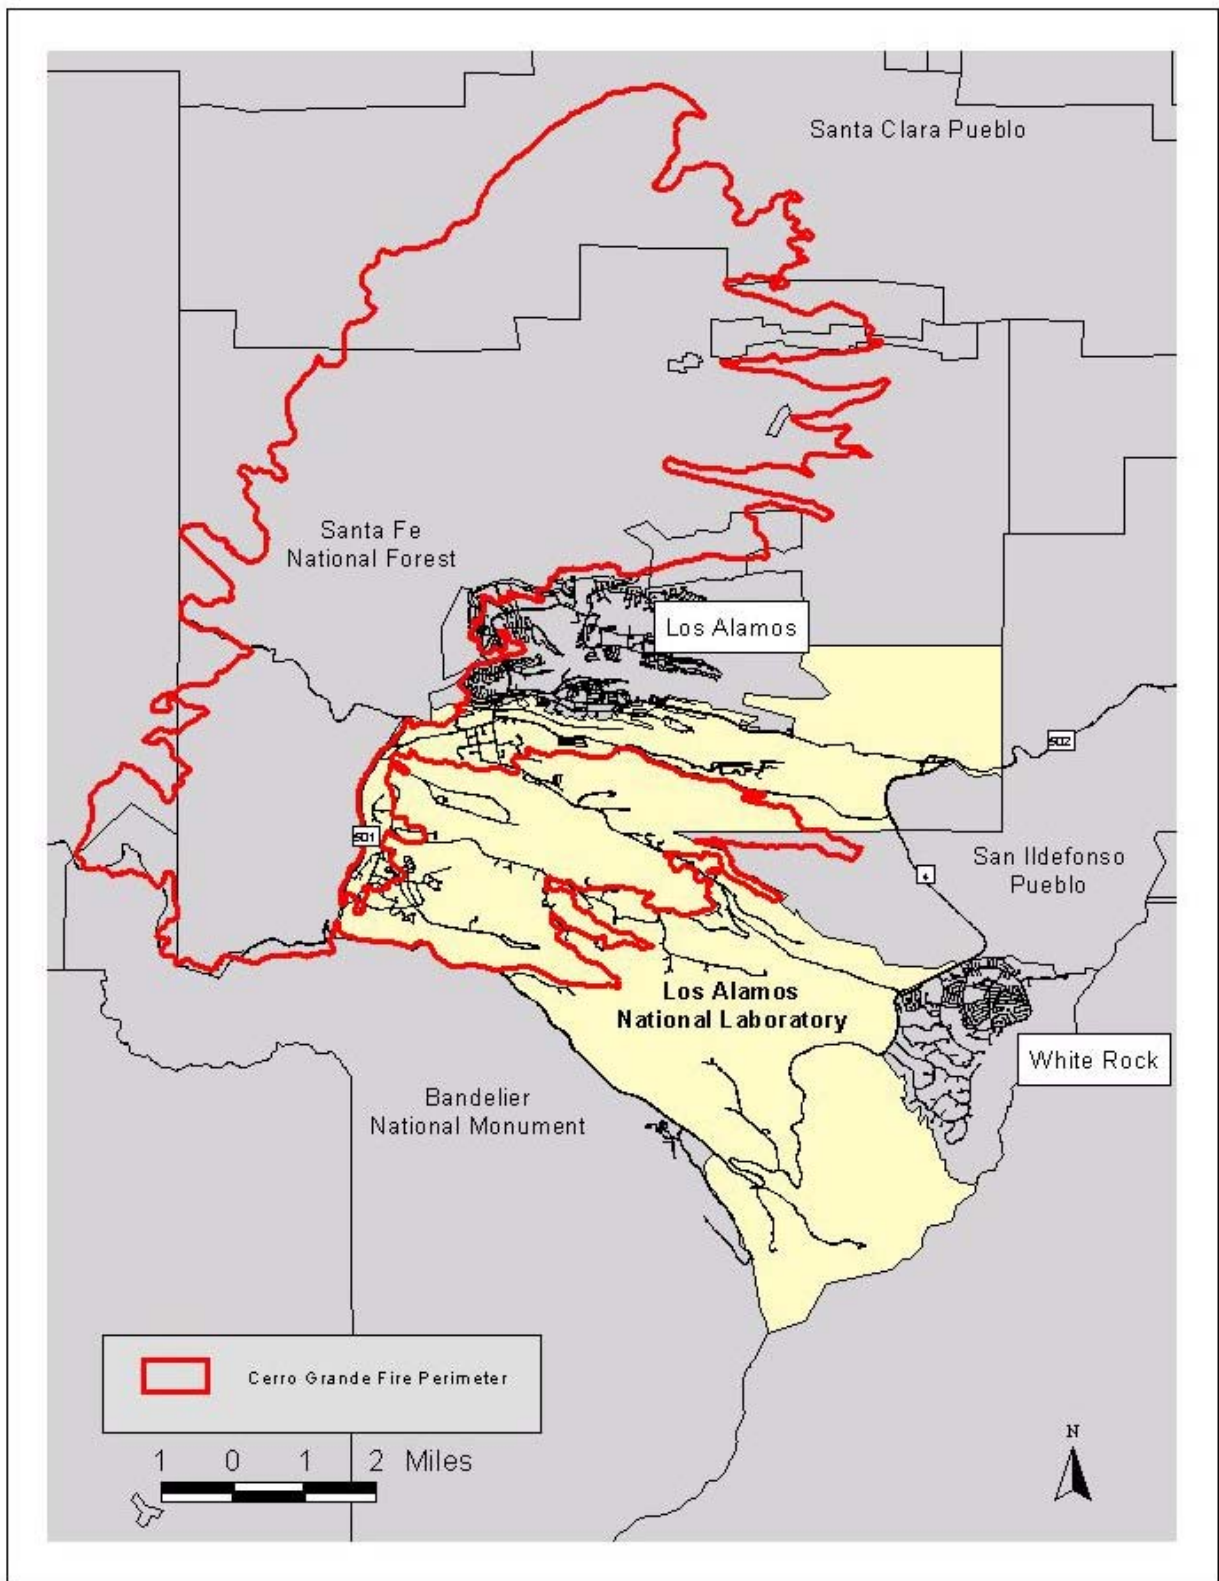 Santa Clara Pueblo
Santa Fe
National Forest
Los Alamos
502
501
San Ildefonso
Pueblo
4
Los Alamos
National Laboratory
White Rock
Bandelier
National Monument
Cerro Grande Fire Perimeter
1 0 1 2 Miles
N